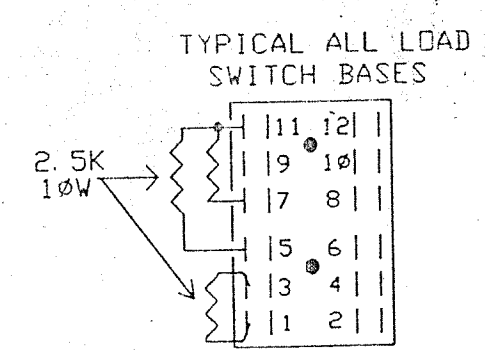 TYPICAL ALL LOAD
SWITCH BASES
2.5K
1ØW
11 12
9 1Ø
7 8
5 6
3 4
1 2